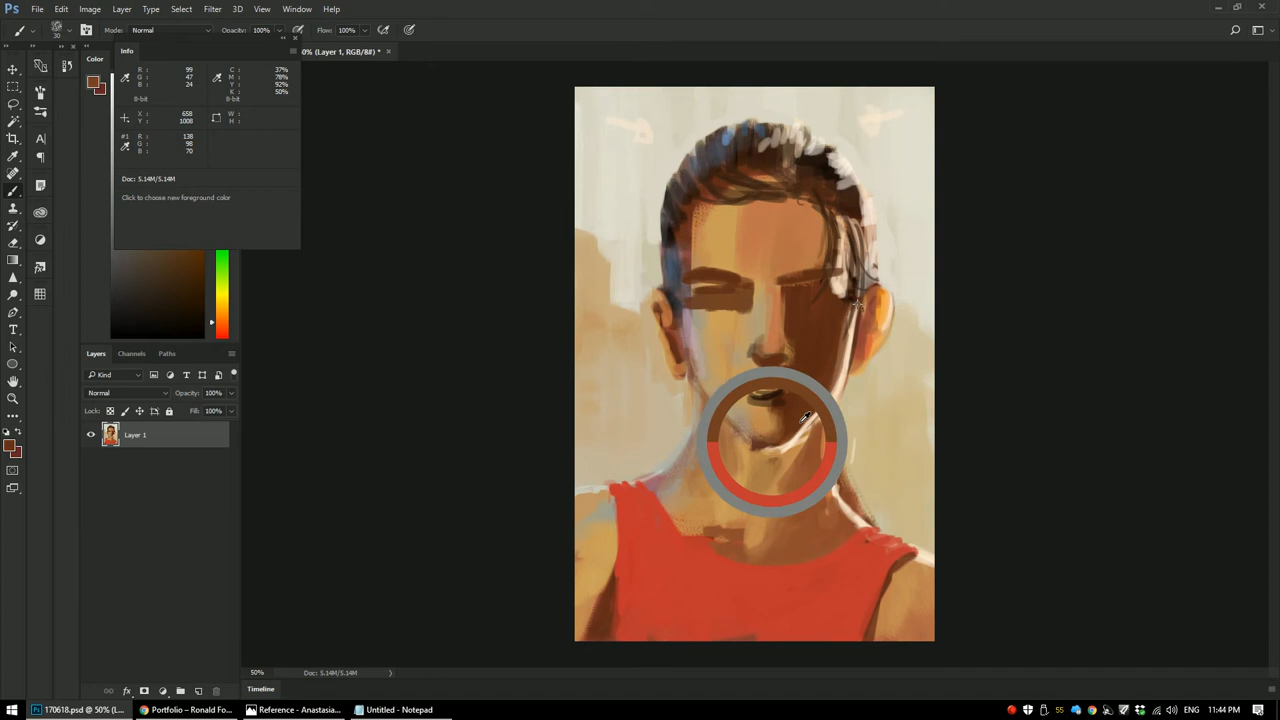 Ps File Edit Image Layer Type Select Filter 3D View Window Help
30 Mode: Normal Opacity: 100% Flow: 100%
0% (Layer 1, RGB/8#) *
Info
Color
R : 99 C : 37%
G : 47 M : 78%
B : 24 Y : 92%
K : 50%
8-bit 8-bit
X : 658 W :
Y : 1008 H :
#1 R : 138
G : 98
B : 70
Doc: 5.14M/5.14M
Click to choose new foreground color
Layers Channels Paths
Kind
Normal Opacity: 100%
Lock: Fill: 100%
Layer 1
fx
50% Doc: 5.14M/5.14M
Timeline
170618.psd @ 50% (L... Portfolio – Ronald Fo... Reference - Anastasia... Untitled - Notepad 55 ENG 11:44 PM